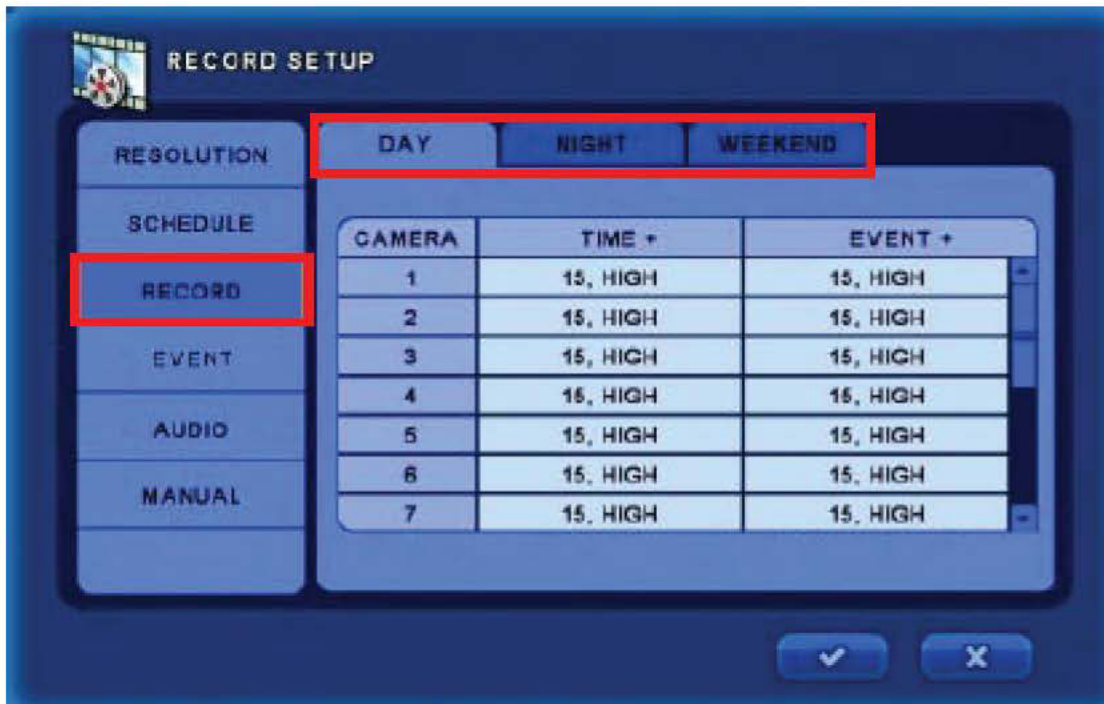 RECORD SETUP
RESOLUTION
SCHEDULE
RECORD
EVENT
AUDIO
MANUAL
DAY NIGHT WEEKEND
CAMERA TIME + EVENT +
1 15, HIGH 15, HIGH
2 15, HIGH 15, HIGH
3 15, HIGH 15, HIGH
4 15, HIGH 15, HIGH
5 15, HIGH 15, HIGH
6 15, HIGH 15, HIGH
7 15, HIGH 15, HIGH